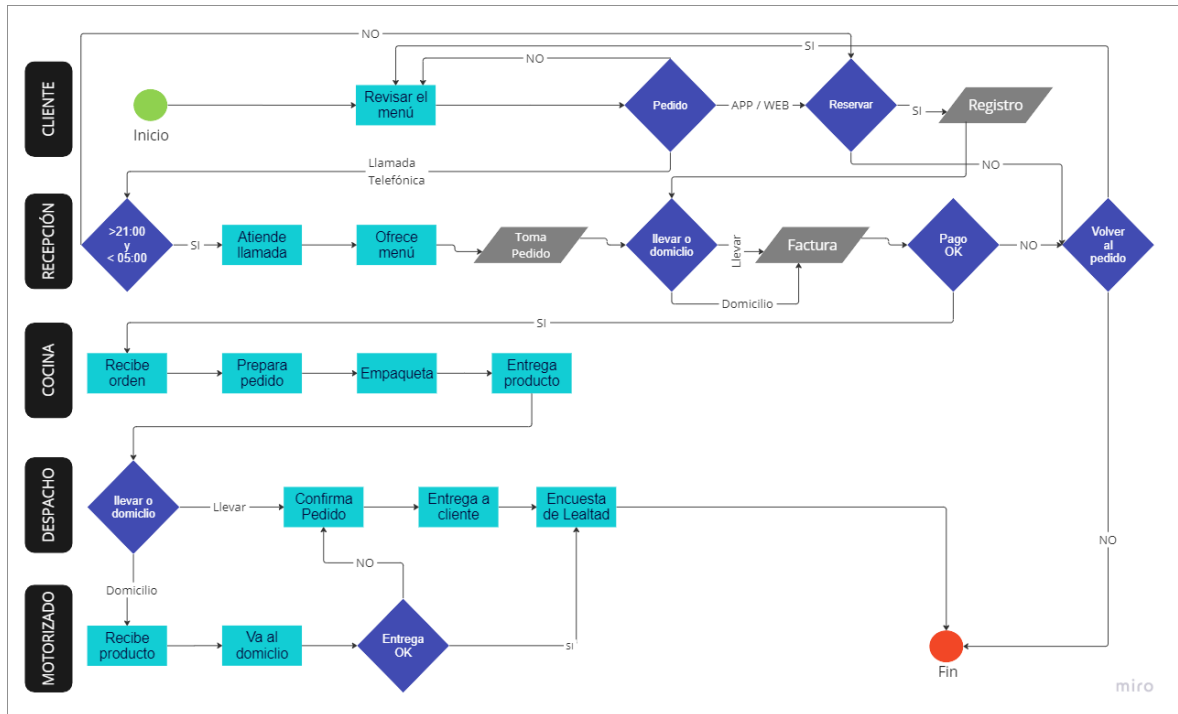 NO
SI
CLIENTE
Inicio
Revisar el
menú
NO
Pedido
APP / WEB
Reservar
SI
Registro
Llamada
Telefónica
NO
RECEPCIÓN
>21:00
y
< 05:00
SI
Atiende
llamada
Ofrece
menú
Toma
Pedido
llevar o
domicilio
Llevar
Domicilio
Factura
Pago
OK
NO
Volver
al
pedido
SI
COCINA
Recibe
orden
Prepara
pedido
Empaqueta
Entrega
producto
DESPACHO
llevar o
domicilio
Llevar
Confirma
Pedido
Entrega a
cliente
Encuesta
de Lealtad
NO
NO
Domicilio
MOTORIZADO
Recibe
producto
Va al
domicilio
Entrega
OK
SI
Fin
miro